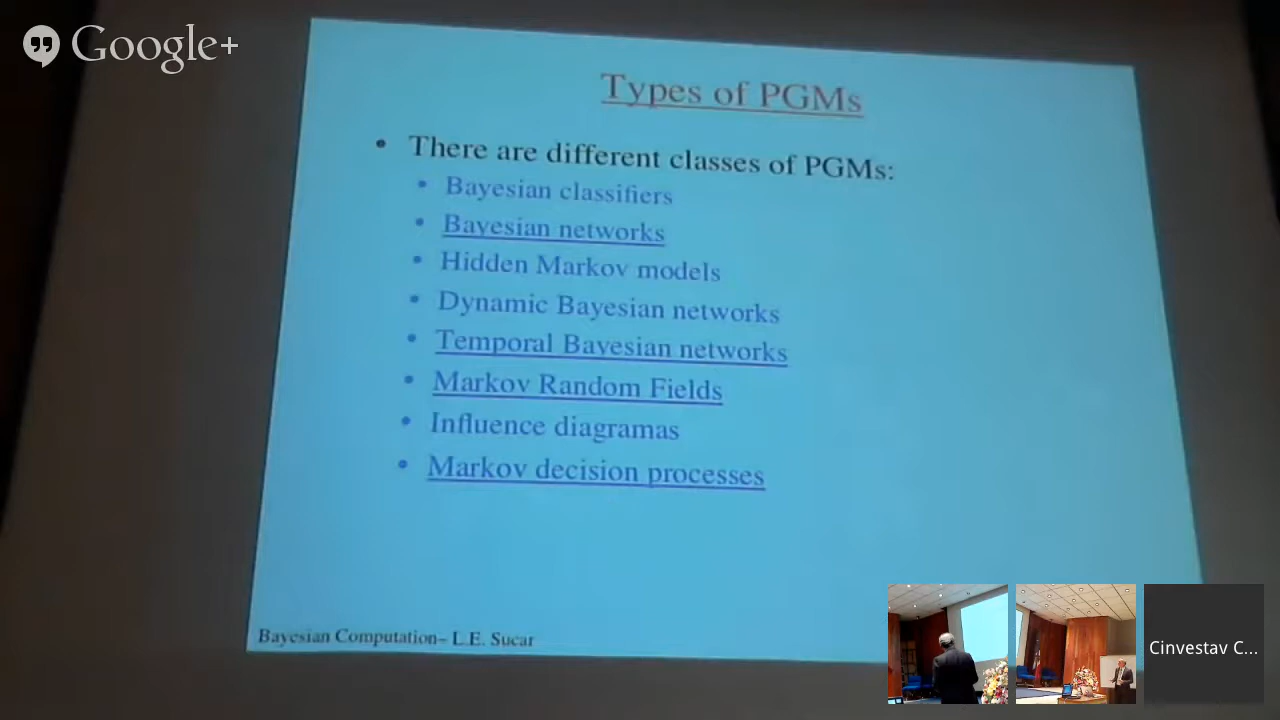 Google+
Types of PGMs
• There are different classes of PGMs:
• Bayesian classifiers
• Bayesian networks
• Hidden Markov models
• Dynamic Bayesian networks
• Temporal Bayesian networks
• Markov Random Fields
• Influence diagramas
• Markov decision processes
Bayesian Computation– L.E. Sucar
Cinvestav C...